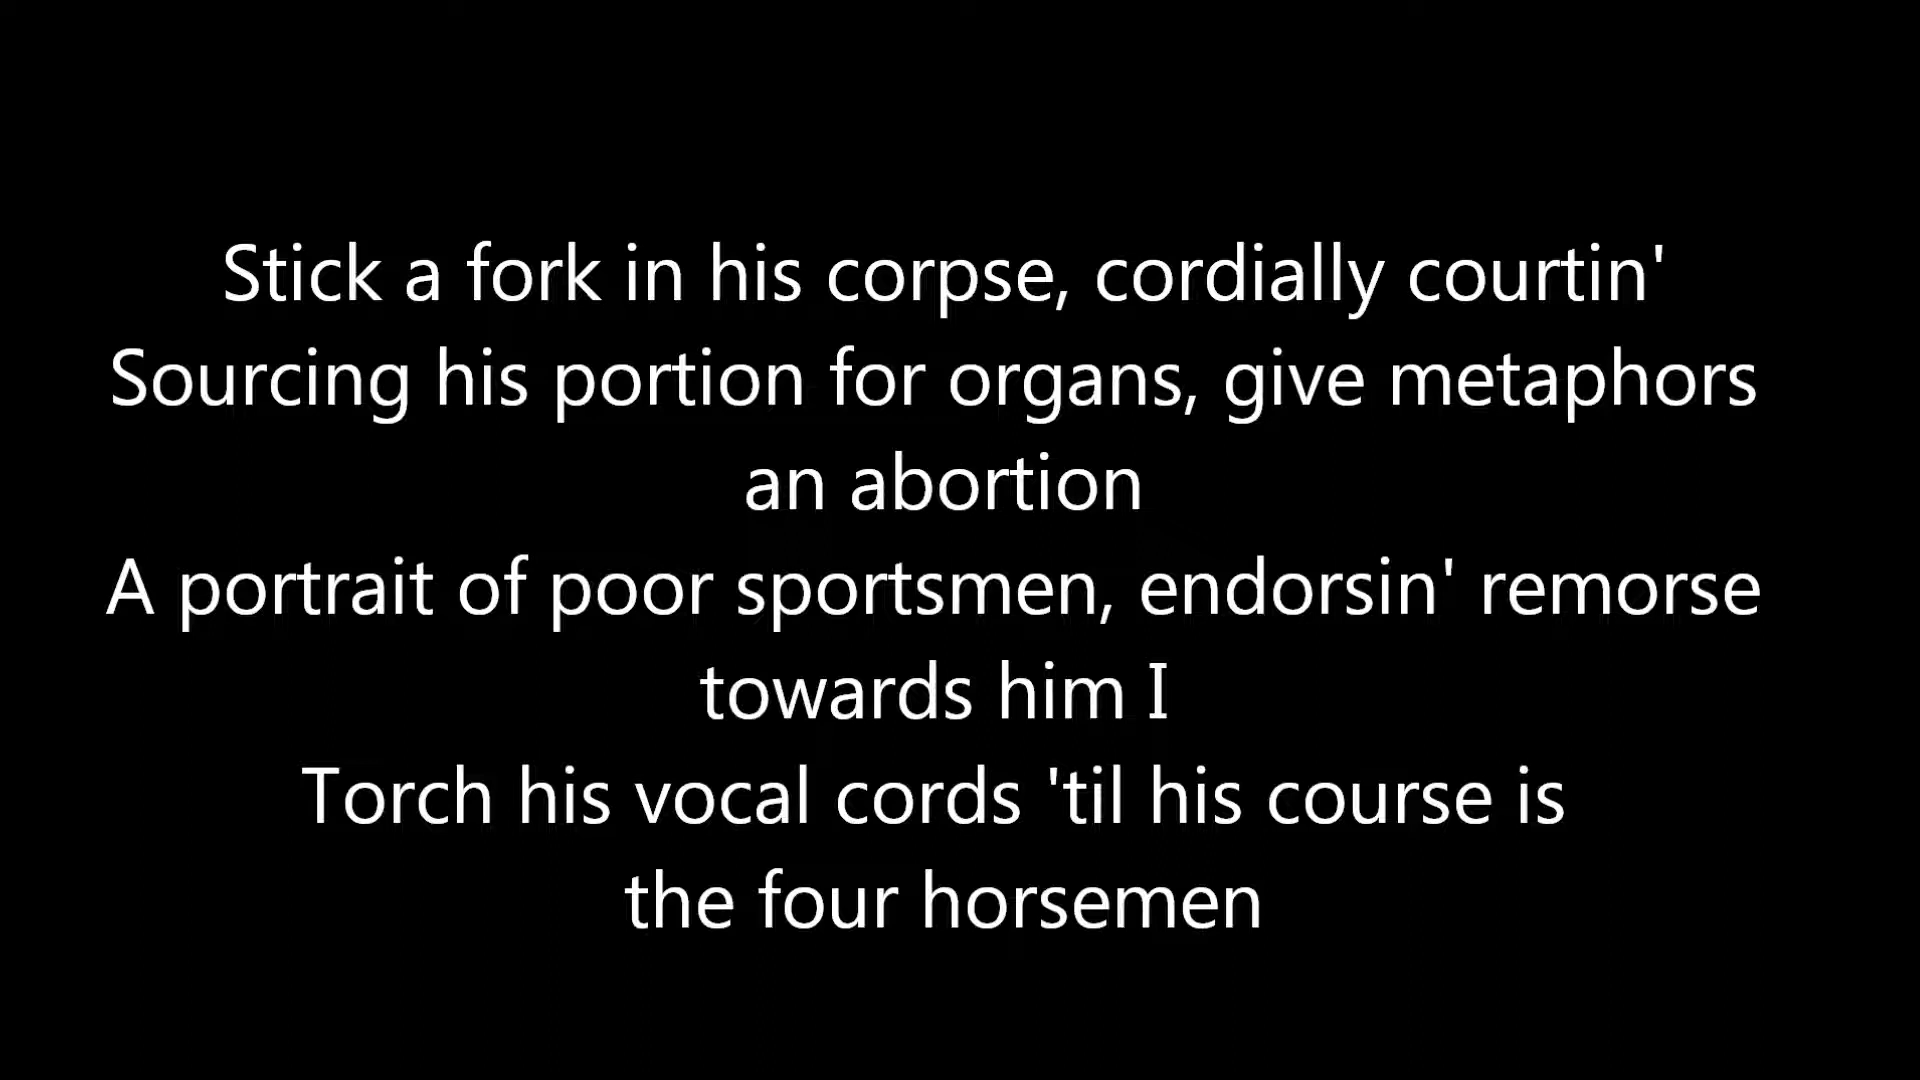 Stick a fork in his corpse, cordially courtin'
Sourcing his portion for organs, give metaphors
an abortion
A portrait of poor sportsmen, endorsin' remorse
towards him I
Torch his vocal cords 'til his course is
the four horsemen